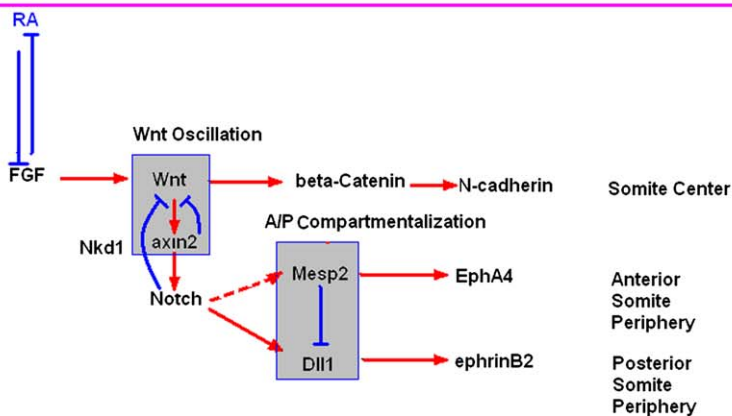 RA
Wnt Oscillation
FGF
Wnt
beta-Catenin
N-cadherin
Somite Center
axin2
Nkd1
A/P Compartmentalization
Notch
Mesp2
EphA4
Anterior
Somite
Periphery
Dll1
ephrinB2
Posterior
Somite
Periphery